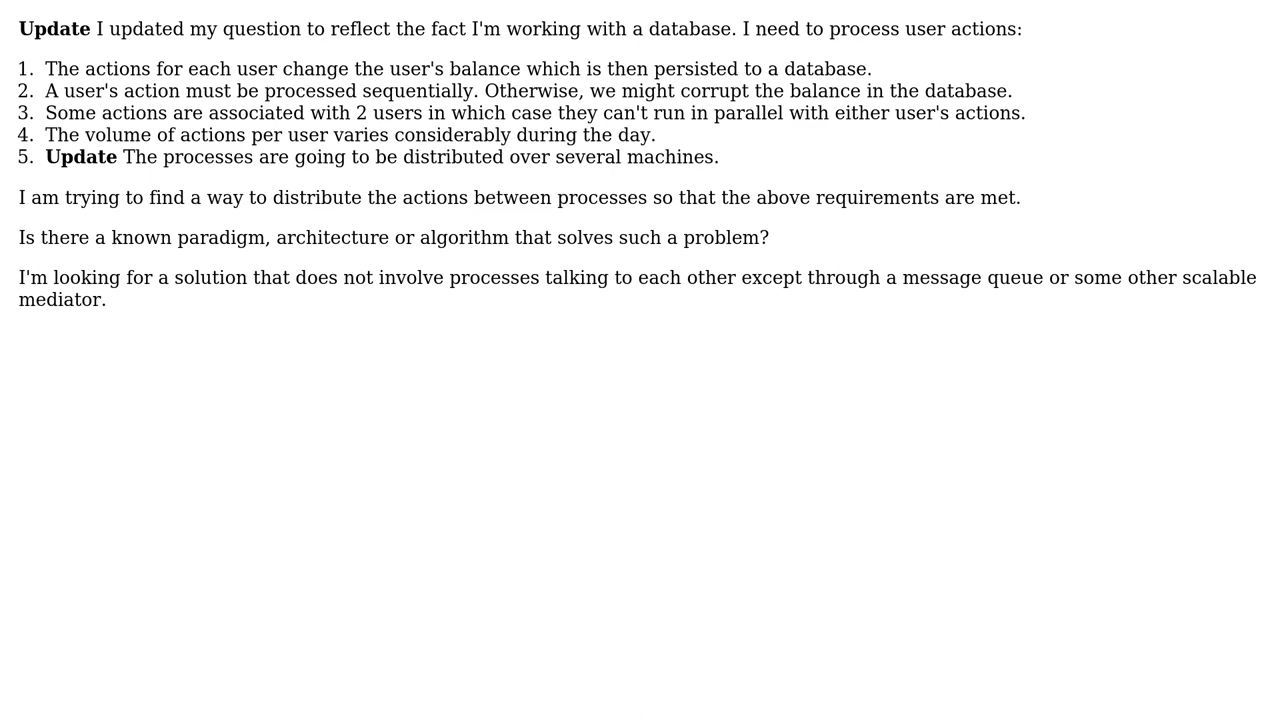 Update I updated my question to reflect the fact I'm working with a database. I need to process user actions:
1. The actions for each user change the user's balance which is then persisted to a database.
2. A user's action must be processed sequentially. Otherwise, we might corrupt the balance in the database.
3. Some actions are associated with 2 users in which case they can't run in parallel with either user's actions.
4. The volume of actions per user varies considerably during the day.
5. Update The processes are going to be distributed over several machines.
I am trying to find a way to distribute the actions between processes so that the above requirements are met.
Is there a known paradigm, architecture or algorithm that solves such a problem?
I'm looking for a solution that does not involve processes talking to each other except through a message queue or some other scalable
mediator.